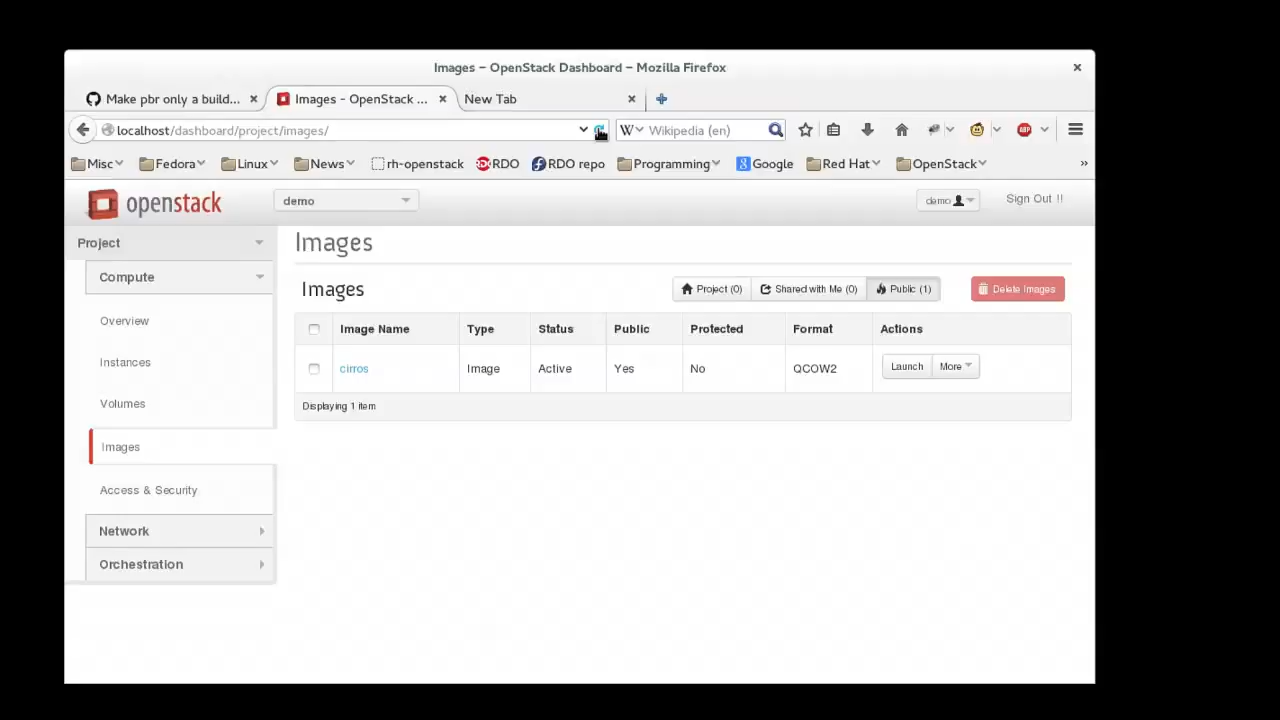 Images – OpenStack Dashboard – Mozilla Firefox
Make pbr only a build... Images - OpenStack ... New Tab
localhost/dashboard/project/images/ W Wikipedia (en) ABP
Misc Fedora Linux News rh-openstack RDO RDO repo Programming 8 Google Red Hat OpenStack »
openstack demo demo Sign Out !!
Project
Compute
Overview
Instances
Volumes
Images
Access & Security
Network
Orchestration
Images
Images Project (0) Shared with Me (0) Public (1) Delete Images
Image Name Type Status Public Protected Format Actions
cirros Image Active Yes No QCOW2 Launch More
Displaying 1 item